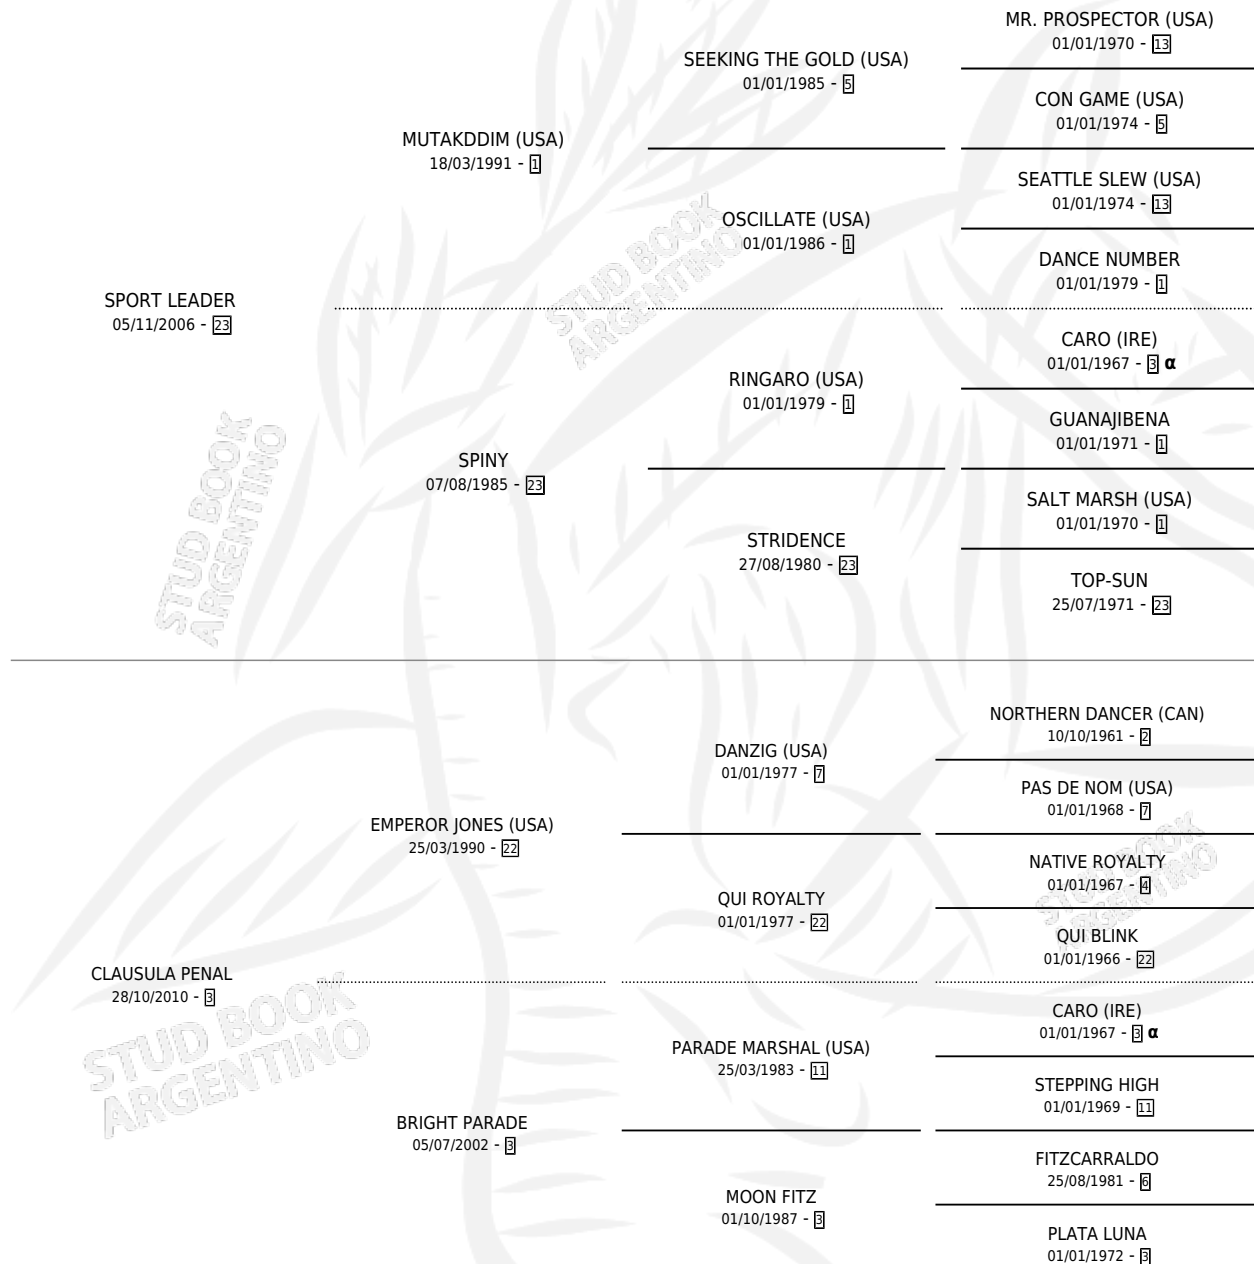 MR. PROSPECTOR (USA)
01/01/1970 - 13
SEEKING THE GOLD (USA)
01/01/1985 - 5
CON GAME (USA)
01/01/1974 - 5
MUTAKDDIM (USA)
18/03/1991 - 1
SEATTLE SLEW (USA)
01/01/1974 - 13
OSCILLATE (USA)
01/01/1986 - 1
DANCE NUMBER
01/01/1979 - 1
STUD BOOK
ARGENTINO
SPORT LEADER
05/11/2006 - 23
CARO (IRE)
01/01/1967 - 3 α
RINGARO (USA)
01/01/1979 - 1
GUANAJIBENA
01/01/1971 - 1
SPINY
07/08/1985 - 23
SALT MARSH (USA)
01/01/1970 - 1
STRIDENCE
27/08/1980 - 23
TOP-SUN
25/07/1971 - 23
STUD BOOK
ARGENTINO
NORTHERN DANCER (CAN)
10/10/1961 - 2
DANZIG (USA)
01/01/1977 - 7
PAS DE NOM (USA)
01/01/1968 - 7
EMPEROR JONES (USA)
25/03/1990 - 22
NATIVE ROYALTY
01/01/1967 - 4
QUI ROYALTY
01/01/1977 - 22
QUI BLINK
01/01/1966 - 22
STUD BOOK
ARGENTINO
CLAUSULA PENAL
28/10/2010 - 3
CARO (IRE)
01/01/1967 - 3 α
PARADE MARSHAL (USA)
25/03/1983 - 11
STEPPING HIGH
01/01/1969 - 11
STUD BOOK
ARGENTINO
BRIGHT PARADE
05/07/2002 - 3
FITZCARRALDO
25/08/1981 - 6
MOON FITZ
01/10/1987 - 3
PLATA LUNA
01/01/1972 - 3